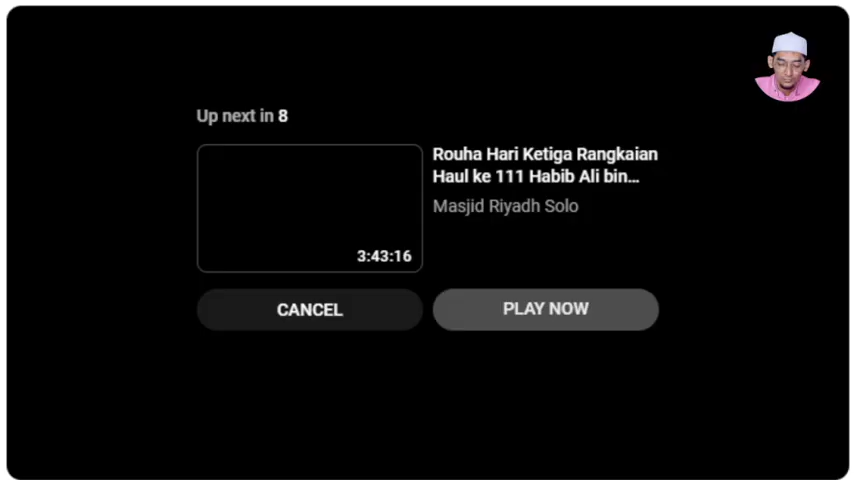 Up next in 8
Rouha Hari Ketiga Rangkaian
Haul ke 111 Habib Ali bin...
Masjid Riyadh Solo
3:43:16
CANCEL
PLAY NOW